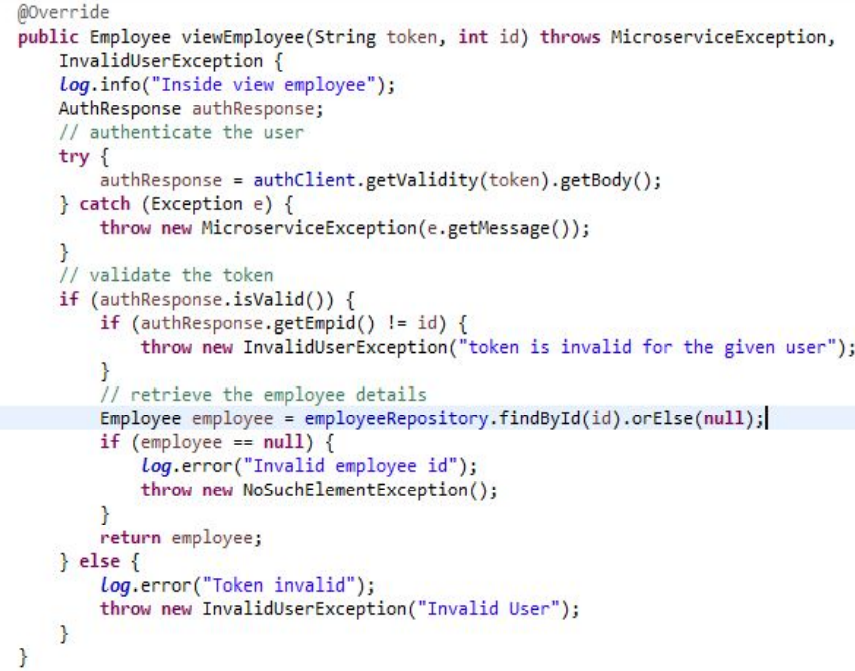 @Override
public Employee viewEmployee(String token, int id) throws MicroserviceException,
    InvalidUserException {
    log.info("Inside view employee");
    AuthResponse authResponse;
    // authenticate the user
    try {
        authResponse = authClient.getValidity(token).getBody();
    } catch (Exception e) {
        throw new MicroserviceException(e.getMessage());
    }
    // validate the token
    if (authResponse.isValid()) {
        if (authResponse.getEmpid() != id) {
            throw new InvalidUserException("token is invalid for the given user");
        }
        // retrieve the employee details
        Employee employee = employeeRepository.findById(id).orElse(null);
        if (employee == null) {
            log.error("Invalid employee id");
            throw new NoSuchElementException();
        }
        return employee;
    } else {
        log.error("Token invalid");
        throw new InvalidUserException("Invalid User");
    }
}